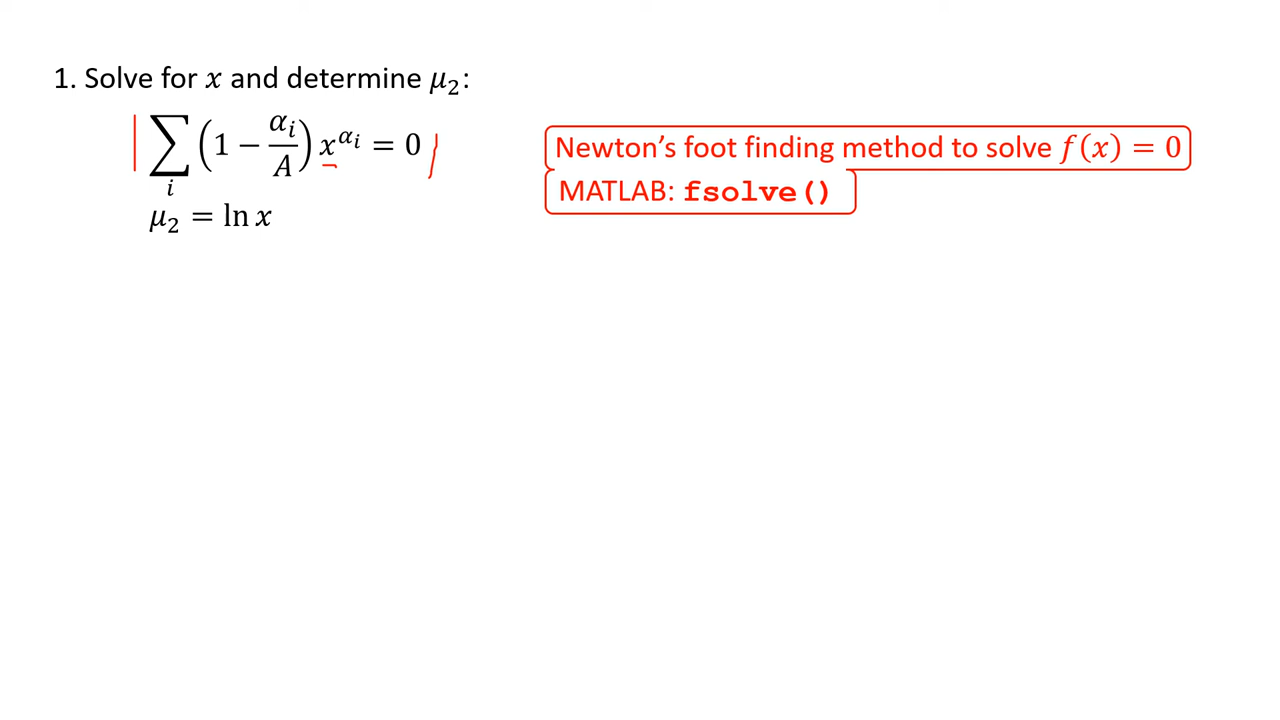 1. Solve for 𝑥 and determine 𝜇₂:
∑ᵢ (1 − αᵢ/A) 𝑥^αᵢ = 0
Newton's foot finding method to solve 𝑓(𝑥) = 0
MATLAB: fsolve()
𝜇₂ = ln 𝑥